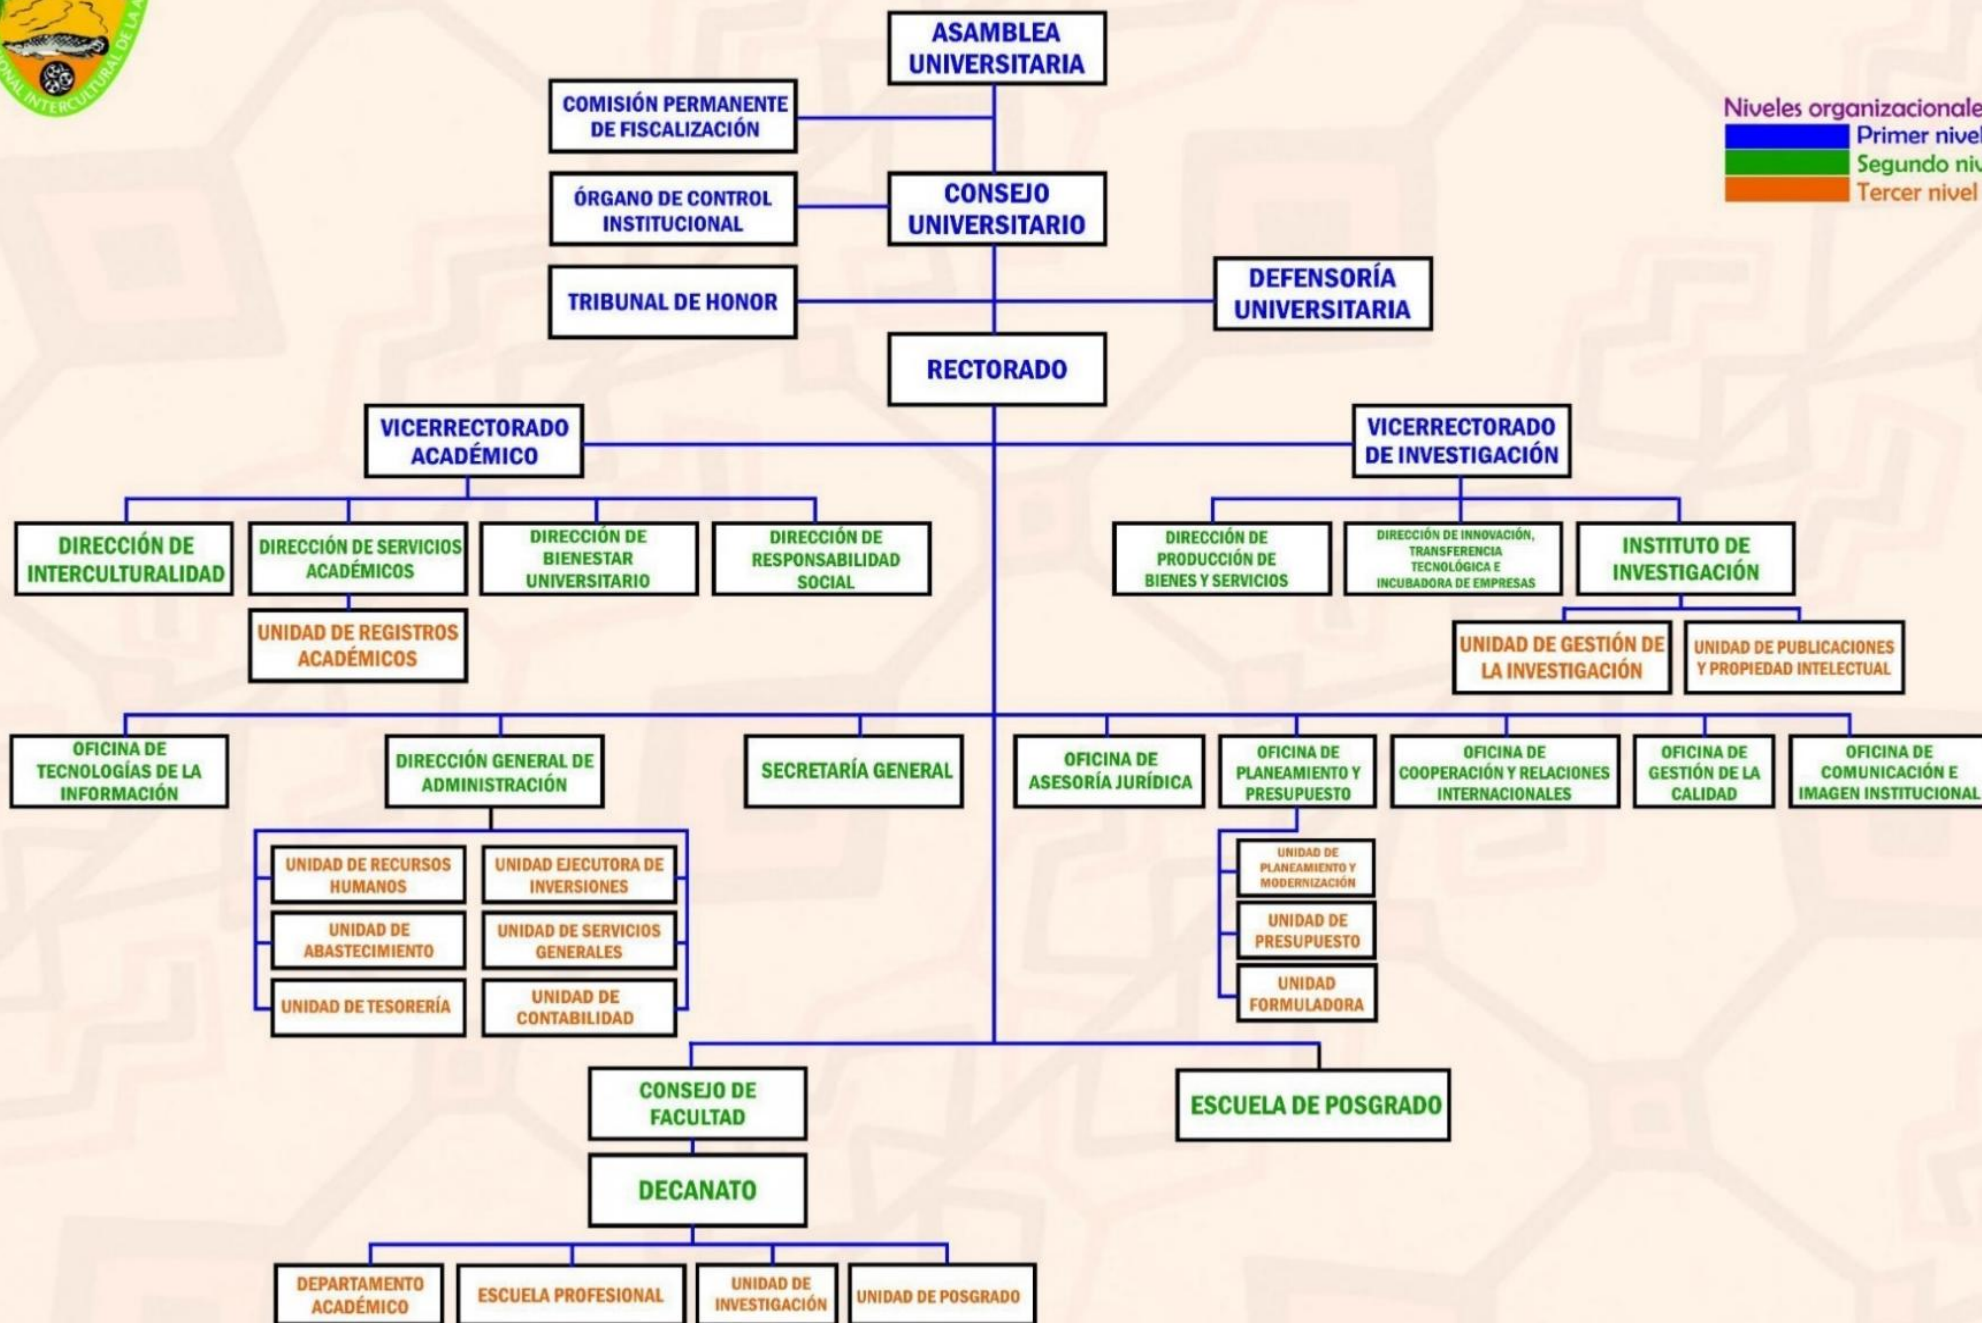 ONAL INTERCULTURAL DE LA A
ASAMBLEA
UNIVERSITARIA
COMISIÓN PERMANENTE
DE FISCALIZACIÓN
Niveles organizacionale
Primer nivel
Segundo niv
Tercer nivel
ÓRGANO DE CONTROL
INSTITUCIONAL
CONSEJO
UNIVERSITARIO
TRIBUNAL DE HONOR
DEFENSORÍA
UNIVERSITARIA
RECTORADO
VICERRECTORADO
ACADÉMICO
VICERRECTORADO
DE INVESTIGACIÓN
DIRECCIÓN DE
INTERCULTURALIDAD
DIRECCIÓN DE SERVICIOS
ACADÉMICOS
DIRECCIÓN DE
BIENESTAR
UNIVERSITARIO
DIRECCIÓN DE
RESPONSABILIDAD
SOCIAL
DIRECCIÓN DE
PRODUCCIÓN DE
BIENES Y SERVICIOS
DIRECCIÓN DE INNOVACIÓN,
TRANSFERENCIA
TECNOLÓGICA E
INCUBADORA DE EMPRESAS
INSTITUTO DE
INVESTIGACIÓN
UNIDAD DE REGISTROS
ACADÉMICOS
UNIDAD DE GESTIÓN DE
LA INVESTIGACIÓN
UNIDAD DE PUBLICACIONES
Y PROPIEDAD INTELECTUAL
OFICINA DE
TECNOLOGÍAS DE LA
INFORMACIÓN
DIRECCIÓN GENERAL DE
ADMINISTRACIÓN
SECRETARÍA GENERAL
OFICINA DE
ASESORÍA JURÍDICA
OFICINA DE
PLANEAMIENTO Y
PRESUPUESTO
OFICINA DE
COOPERACIÓN Y RELACIONES
INTERNACIONALES
OFICINA DE
GESTIÓN DE LA
CALIDAD
OFICINA DE
COMUNICACIÓN E
IMAGEN INSTITUCIONAL
UNIDAD DE RECURSOS
HUMANOS
UNIDAD EJECUTORA DE
INVERSIONES
UNIDAD DE
ABASTECIMIENTO
UNIDAD DE SERVICIOS
GENERALES
UNIDAD DE TESORERÍA
UNIDAD DE
CONTABILIDAD
UNIDAD DE
PLANEAMIENTO Y
MODERNIZACIÓN
UNIDAD DE
PRESUPUESTO
UNIDAD
FORMULADORA
CONSEJO DE
FACULTAD
ESCUELA DE POSGRADO
DECANATO
DEPARTAMENTO
ACADÉMICO
ESCUELA PROFESIONAL
UNIDAD DE
INVESTIGACIÓN
UNIDAD DE POSGRADO